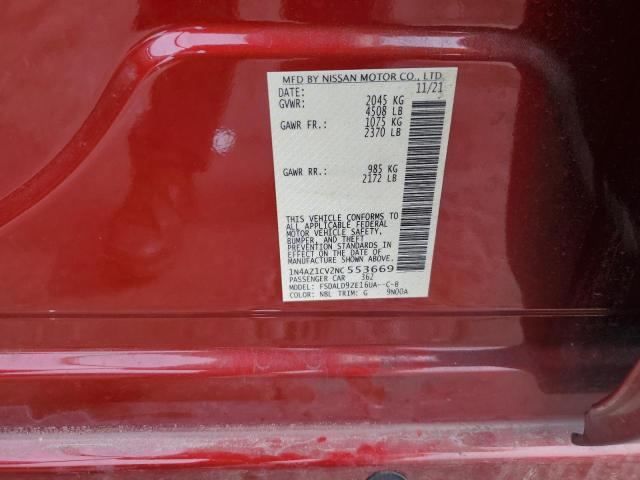 MFD BY NISSAN MOTOR CO., LTD.
DATE: 11/21
GVWR: 2045 KG
4508 LB
GAWR FR.: 1075 KG
2370 LB
GAWR RR.: 985 KG
2172 LB
THIS VEHICLE CONFORMS TO
ALL APPLICABLE FEDERAL
MOTOR VEHICLE SAFETY,
BUMPER, AND THEFT
PREVENTION STANDARDS IN
EFFECT ON THE DATE OF
MANUFACTURE SHOWN ABOVE.
1N4AZ1CV2NC 553669
PASSENGER CAR 362
MODEL: FSDALD9ZE16UA--C-B
COLOR: NBL TRIM: G 9N00A